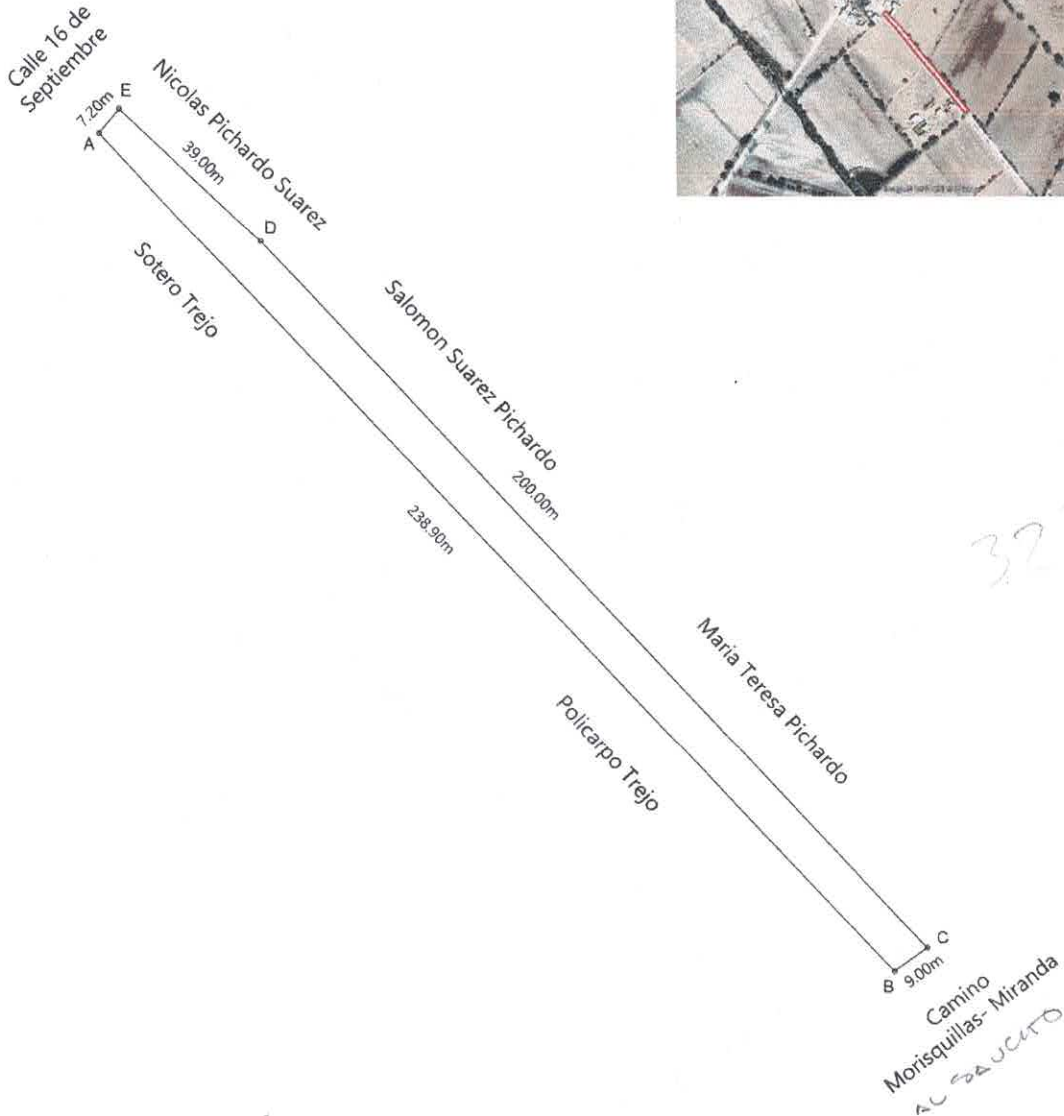 Calle 16 de
Septiembre
7.20m
E
A
Nicolas Pichardo Suarez
39.00m
D
Sotero Trejo
Salomon Suarez Pichardo
200.00m
238.90m
32
Maria Teresa Pichardo
Policarpo Trejo
C
B
9.00m
Camino
Morisquillas- Miranda